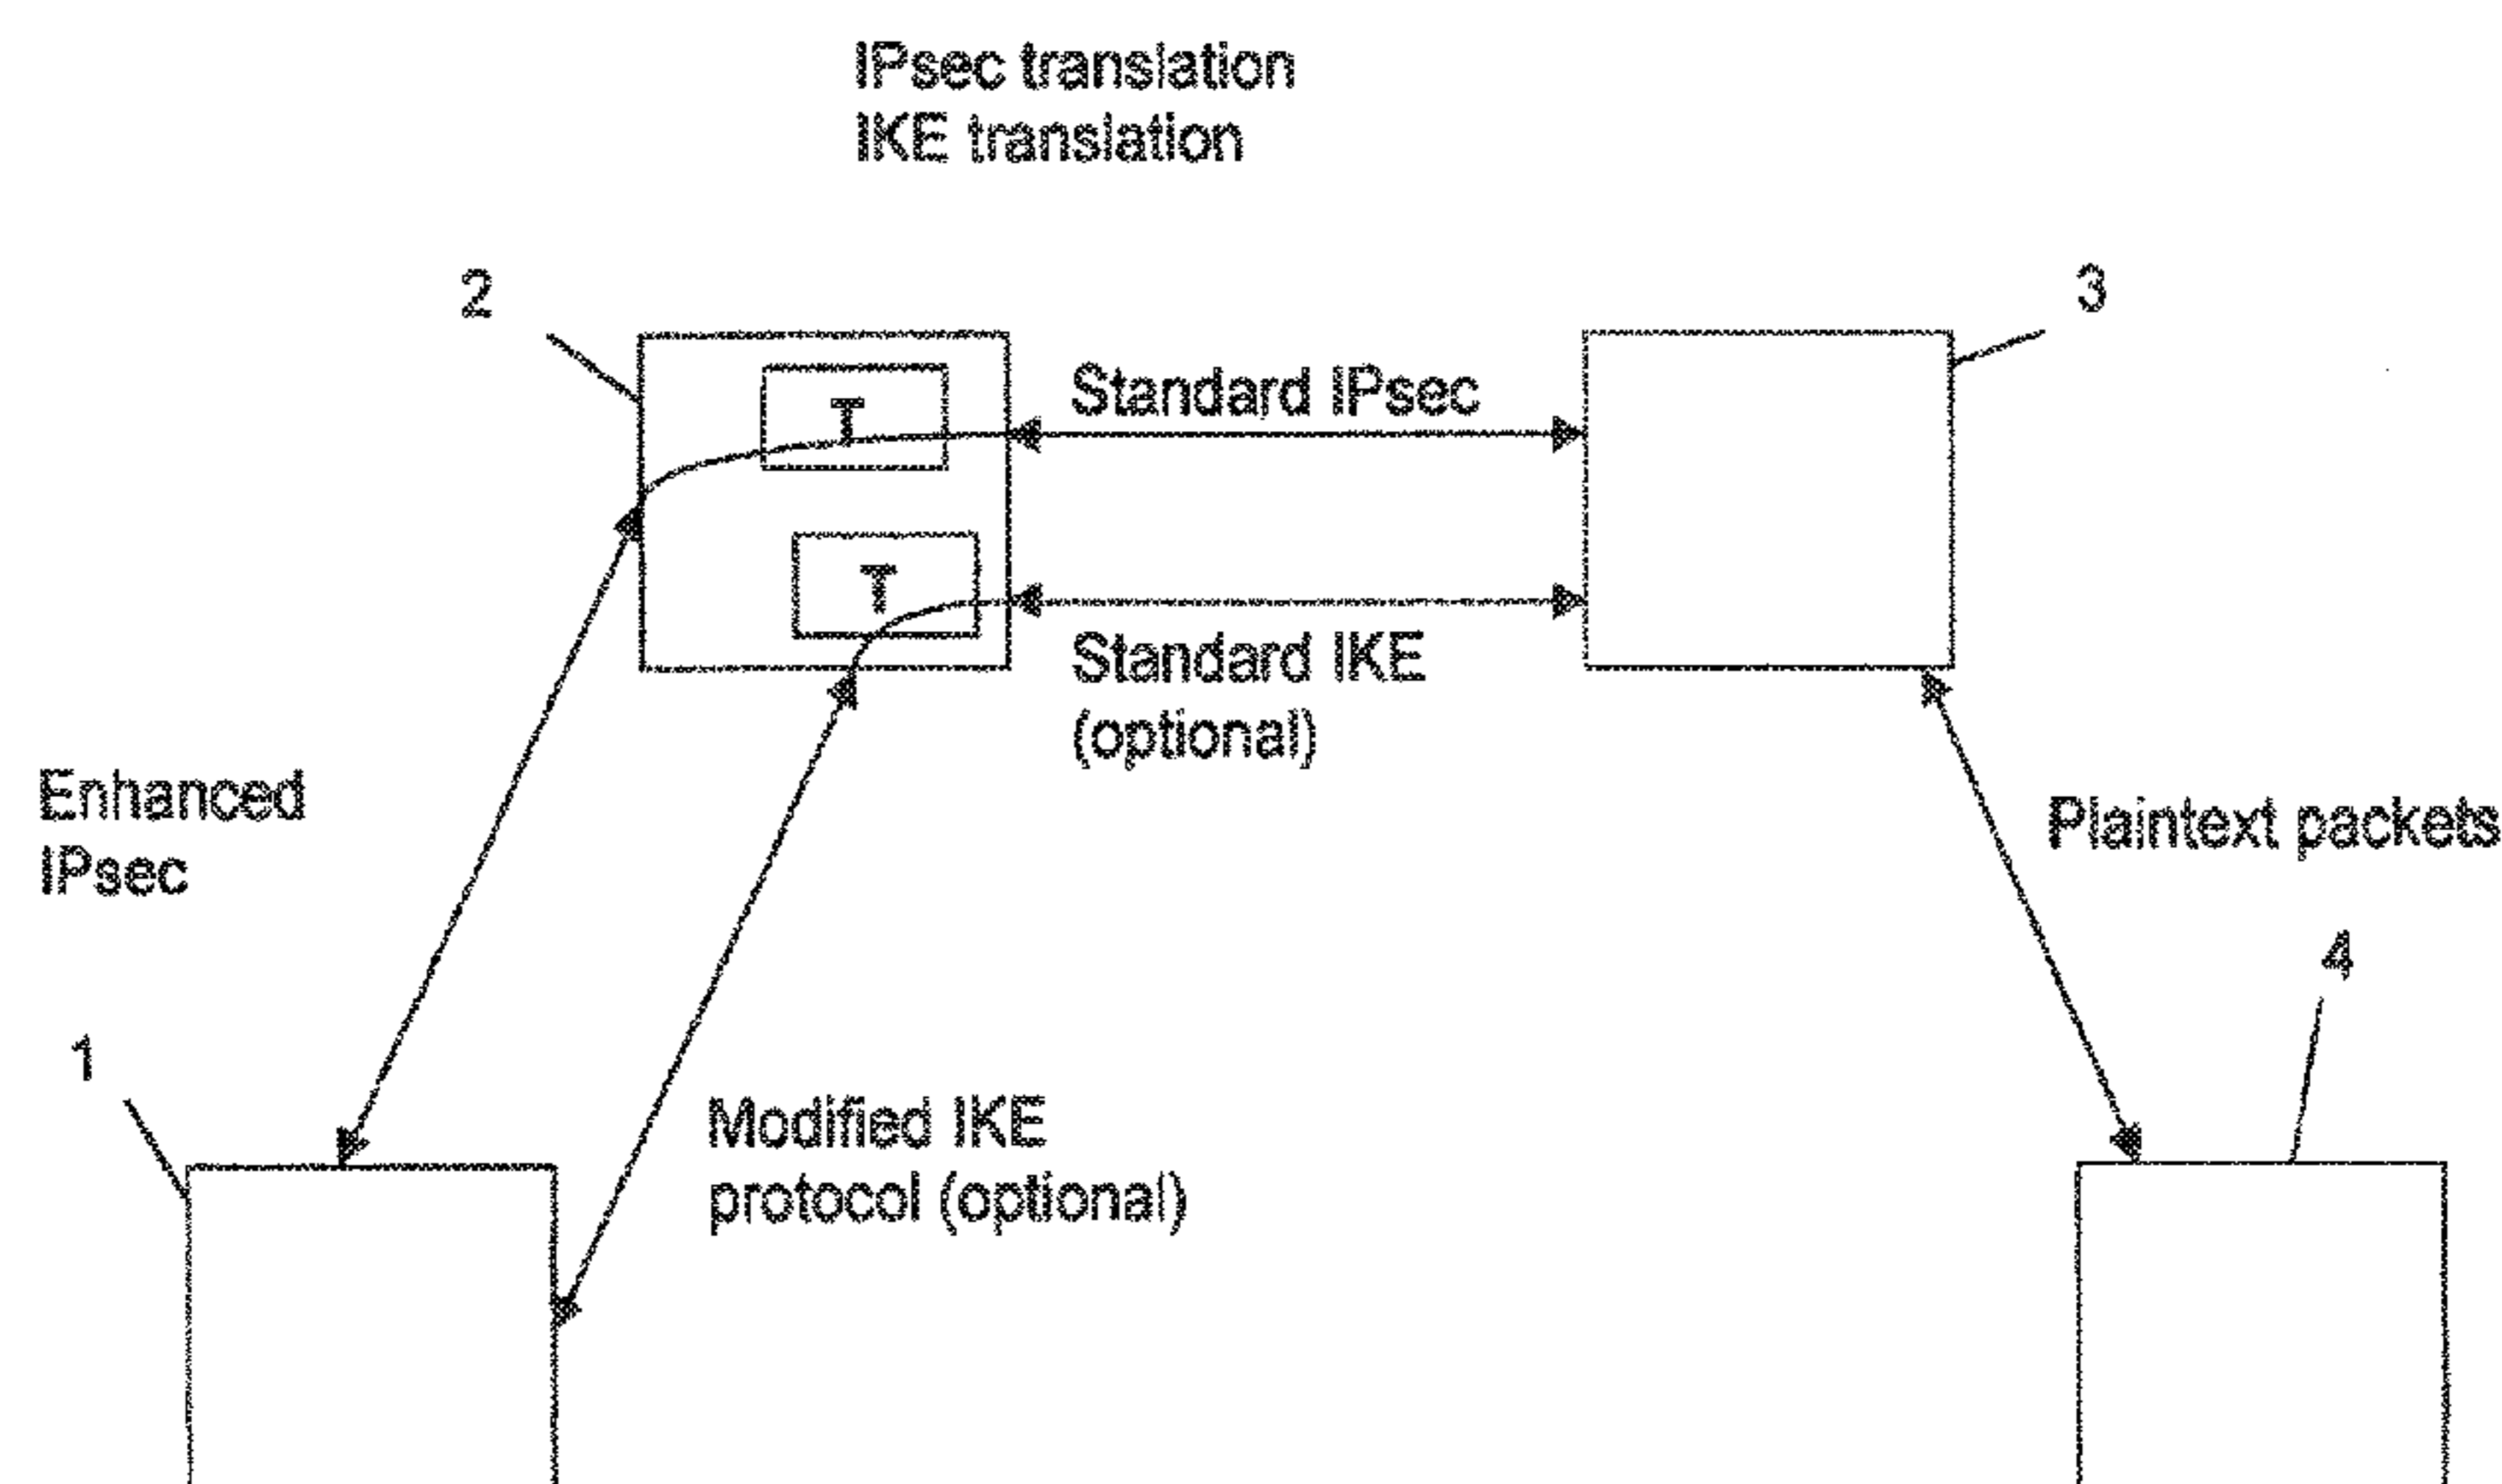 IPsec translation
IKE translation
2
3
T
Standard IPsec
T
Standard IKE
(optional)
Enhanced
IPsec
Plaintext packets
4
1
Modified IKE
protocol (optional)